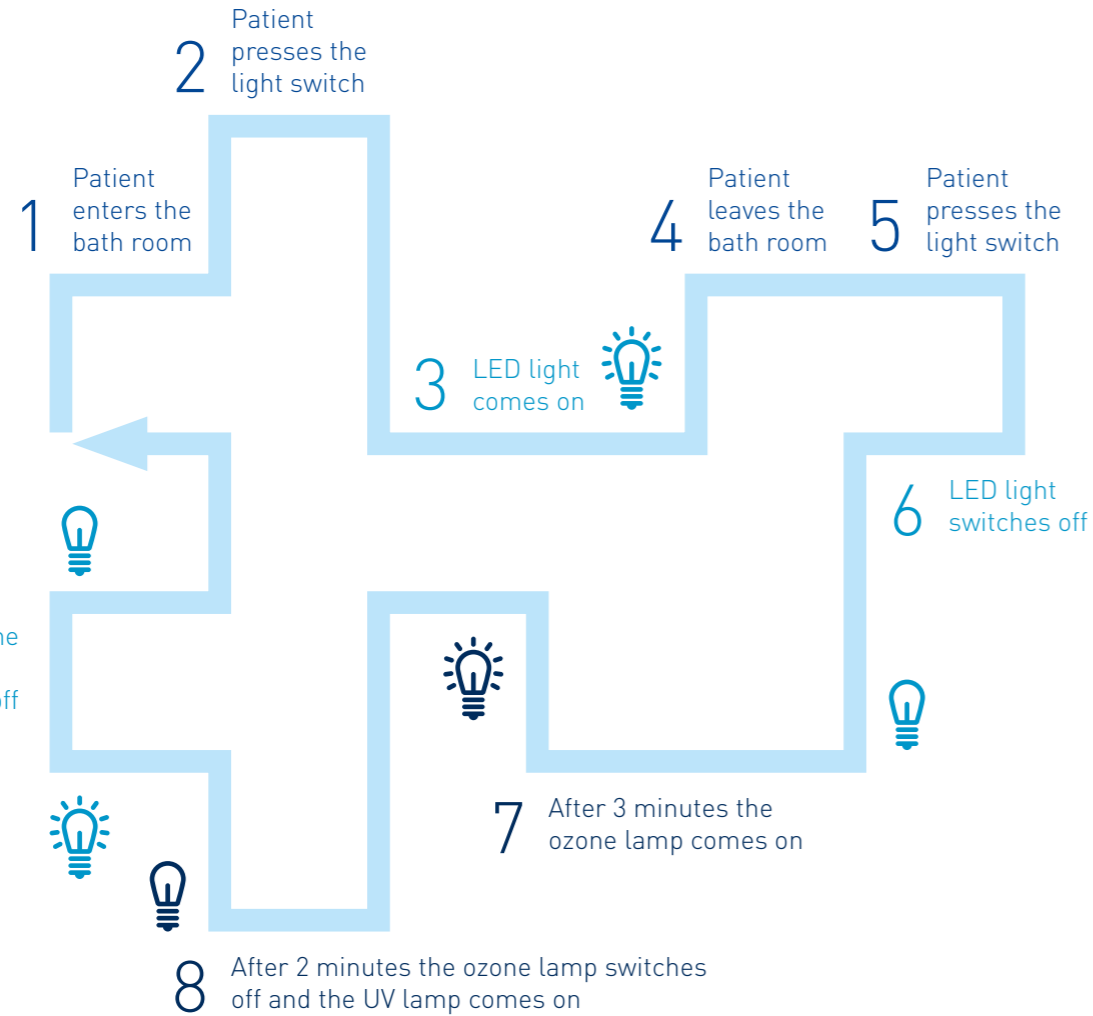 1
Patient
enters the
bath room
2
Patient
presses the
light switch
3
LED light
comes on
4
Patient
leaves the
bath room
5
Patient
presses the
light switch
6
LED light
switches off
7
After 3 minutes the
ozone lamp comes on
8
After 2 minutes the ozone lamp switches
off and the UV lamp comes on